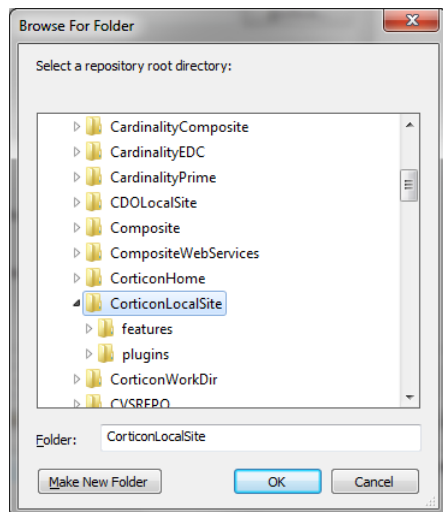 Browse For Folder
Select a repository root directory:
CardinalityComposite
CardinalityEDC
CardinalityPrime
CDOLocalSite
Composite
CompositeWebServices
CorticonHome
CorticonLocalSite
features
plugins
CorticonWorkDir
CVSREPO
Folder: CorticonLocalSite
Make New Folder OK Cancel